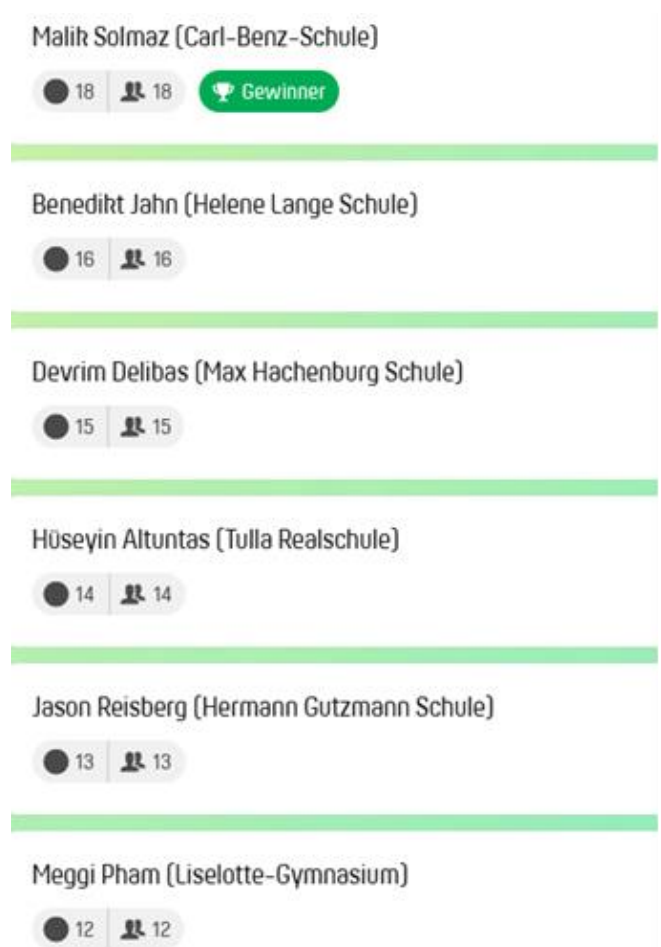 Malik Solmaz (Carl-Benz-Schule)
18 18 Gewinner
Benedikt Jahn (Helene Lange Schule)
16 16
Devrim Delibas (Max Hachenburg Schule)
15 15
Hüseyin Altuntas (Tulla Realschule)
14 14
Jason Reisberg (Hermann Gutzmann Schule)
13 13
Meggi Pham (Liselotte-Gymnasium)
12 12